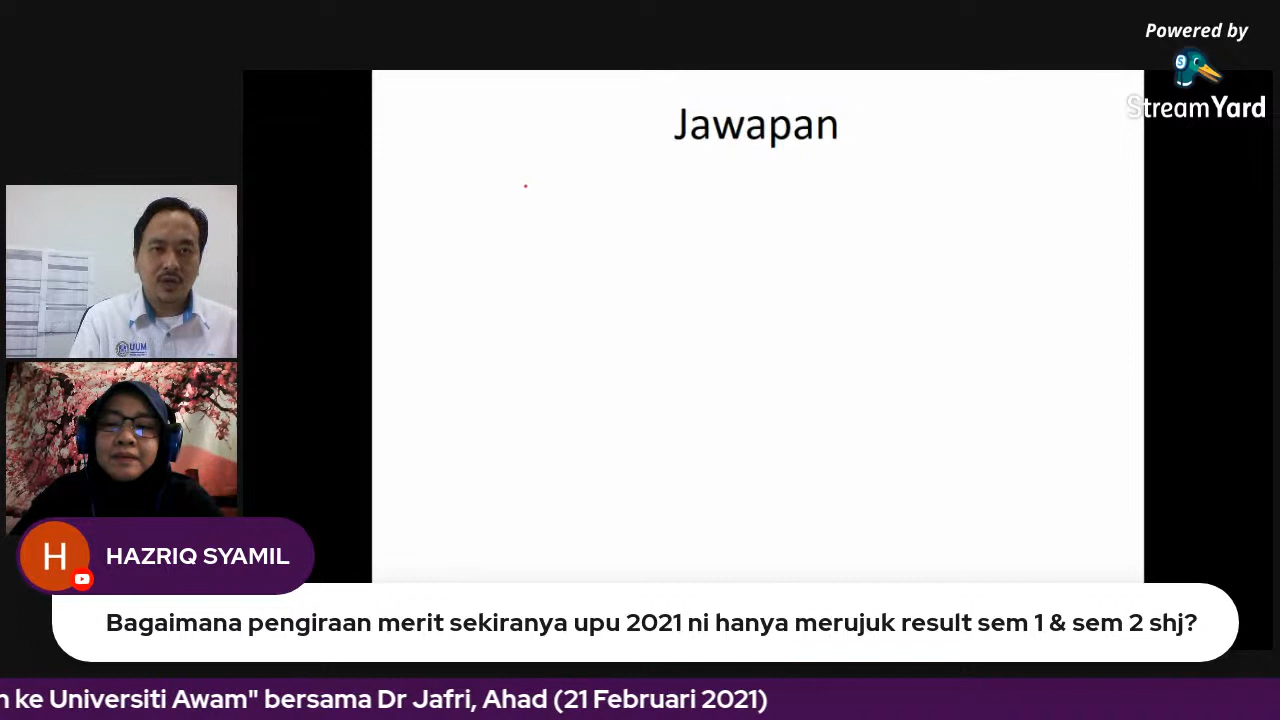 Powered by
StreamYard
Jawapan
UUM
H
HAZRIQ SYAMIL
Bagaimana pengiraan merit sekiranya upu 2021 ni hanya merujuk result sem 1 & sem 2 shj?
ke Universiti Awam" bersama Dr Jafri, Ahad (21 Februari 2021)